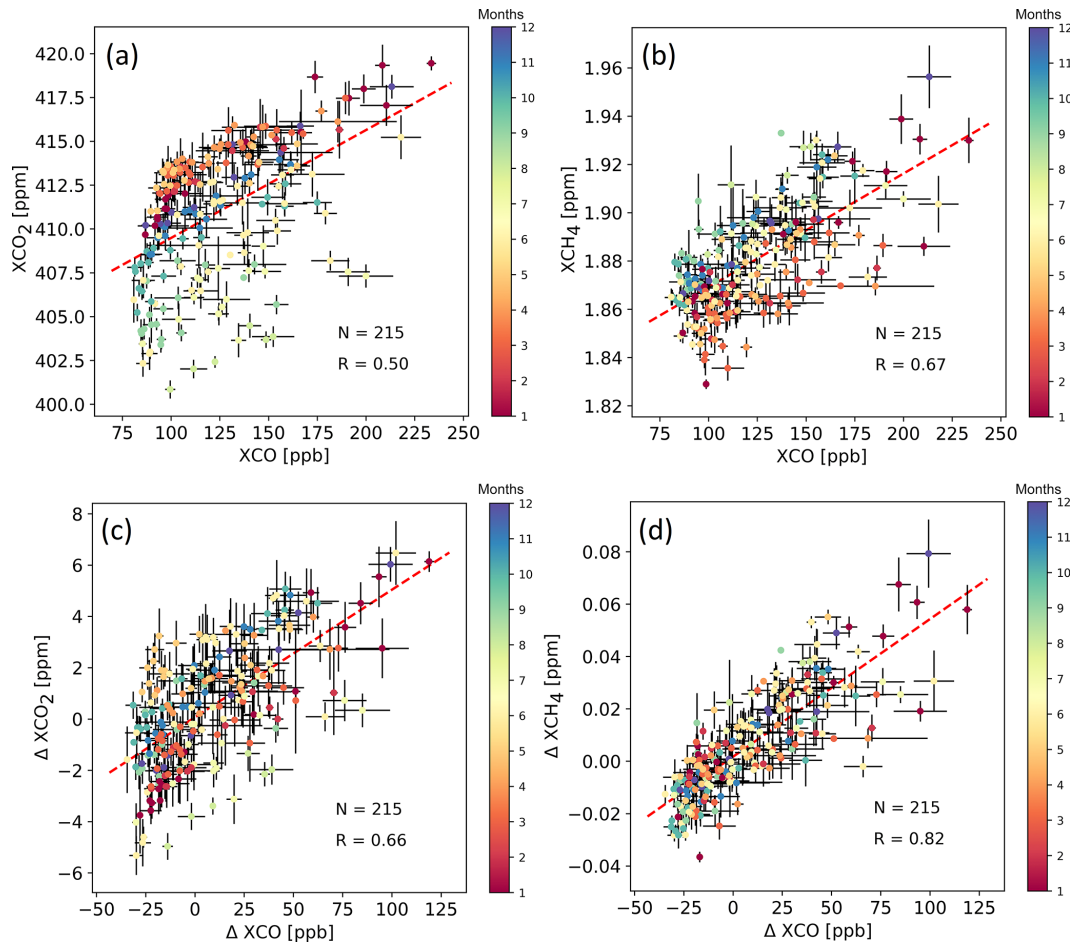 Months
(a)
420.0
417.5
415.0
412.5
410.0
407.5
405.0
402.5
400.0
XCO2 [ppm]
N = 215
R = 0.50
75 100 125 150 175 200 225 250
XCO [ppb]
12
11
10
9
8
7
6
5
4
3
2
1
Months
(b)
1.96
1.94
1.92
1.90
1.88
1.86
1.84
1.82
XCH4 [ppm]
N = 215
R = 0.67
75 100 125 150 175 200 225 250
XCO [ppb]
12
11
10
9
8
7
6
5
4
3
2
1
Months
(c)
8
6
4
2
0
−2
−4
−6
Δ XCO2 [ppm]
N = 215
R = 0.66
−50 −25 0 25 50 75 100 125
Δ XCO [ppb]
12
11
10
9
8
7
6
5
4
3
2
1
Months
(d)
0.08
0.06
0.04
0.02
0.00
−0.02
−0.04
Δ XCH4 [ppm]
N = 215
R = 0.82
−50 −25 0 25 50 75 100 125
Δ XCO [ppb]
12
11
10
9
8
7
6
5
4
3
2
1